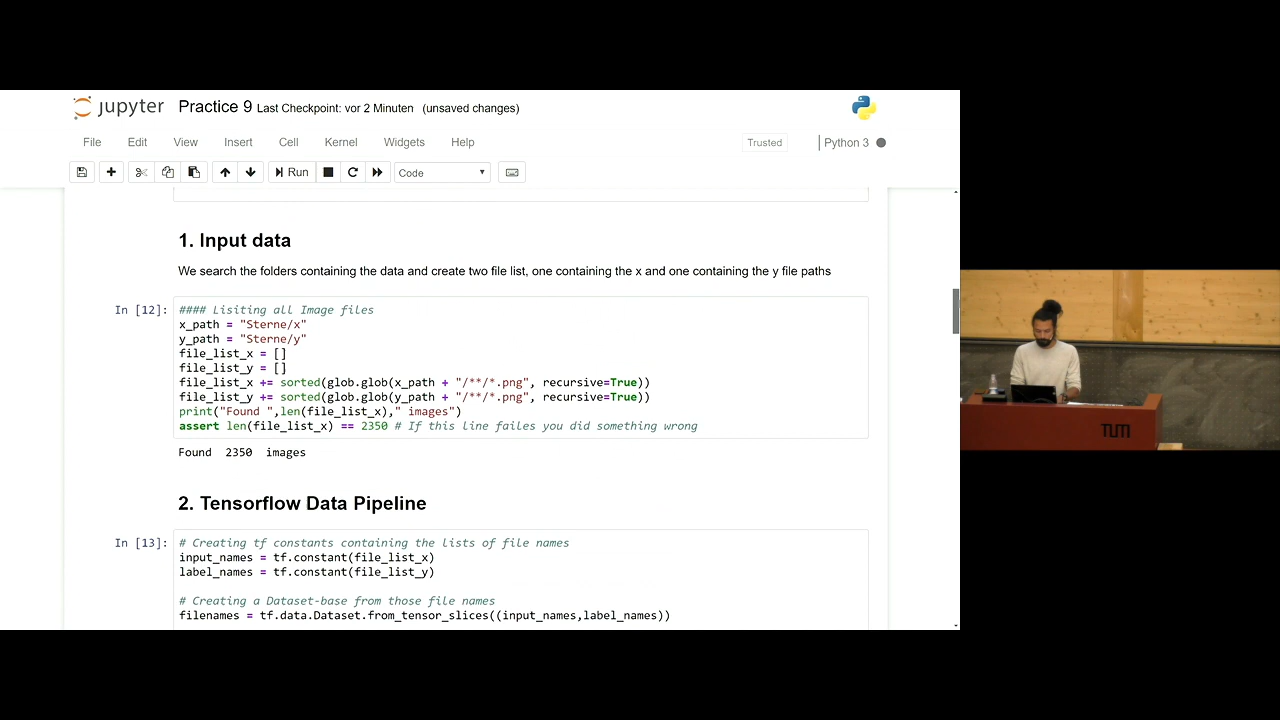 jupyter Practice 9 Last Checkpoint: vor 2 Minuten (unsaved changes)
File Edit View Insert Cell Kernel Widgets Help Trusted Python 3
Run Code
1. Input data
We search the folders containing the data and create two file list, one containing the x and one containing the y file paths
In [12]: #### Lisiting all Image files
x_path = "Sterne/x"
y_path = "Sterne/y"
file_list_x = []
file_list_y = []
file_list_x += sorted(glob.glob(x_path + "/**/*.png", recursive=True))
file_list_y += sorted(glob.glob(y_path + "/**/*.png", recursive=True))
print("Found ",len(file_list_x)," images")
assert len(file_list_x) == 2350 # If this line failes you did something wrong
Found  2350  images
2. Tensorflow Data Pipeline
In [13]: # Creating tf constants containing the lists of file names
input_names = tf.constant(file_list_x)
label_names = tf.constant(file_list_y)
# Creating a Dataset-base from those file names
filenames = tf.data.Dataset.from_tensor_slices((input_names,label_names))
TUM